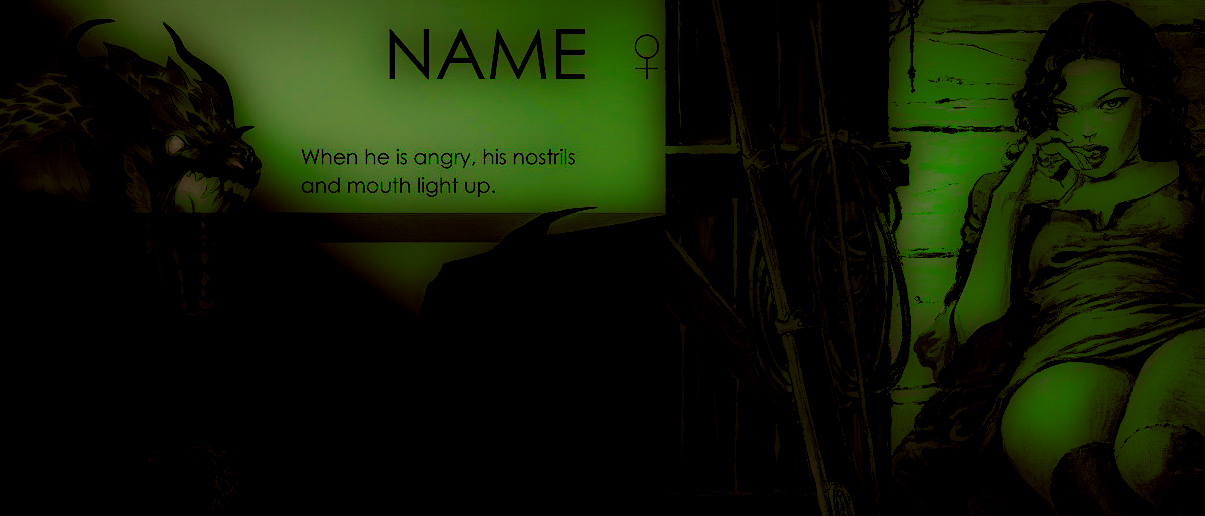 NAME ♀
When he is angry, his nostrils
and mouth light up.